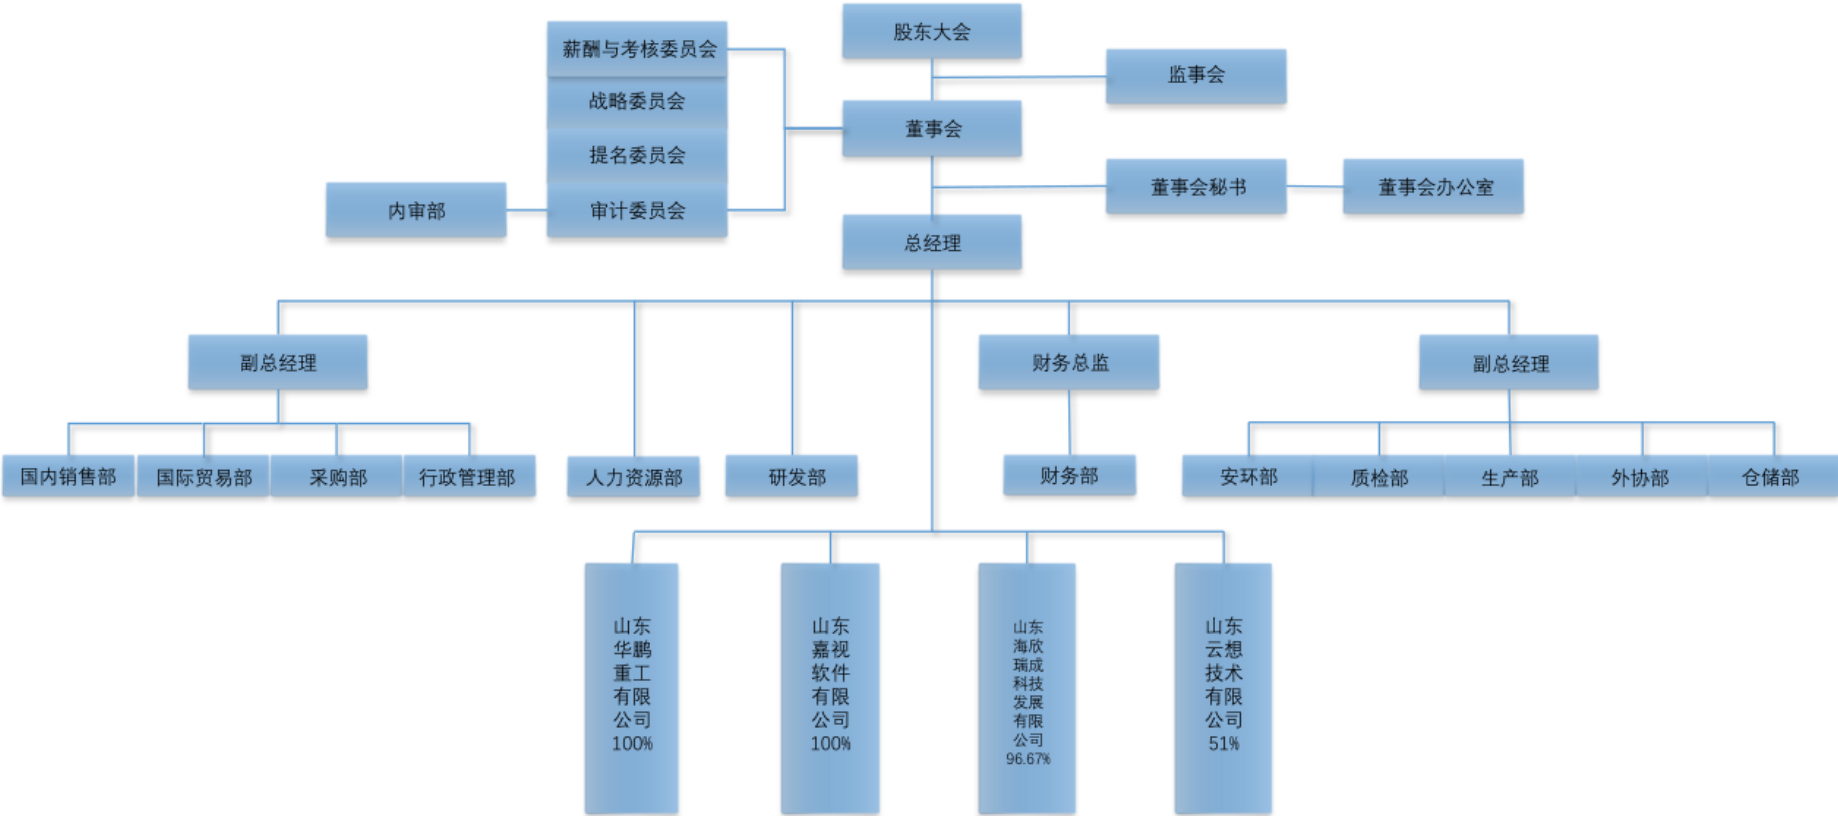 股东大会
薪酬与考核委员会
监事会
战略委员会
董事会
提名委员会
董事会秘书
董事会办公室
内审部
审计委员会
总经理
副总经理
财务总监
副总经理
国内销售部
国际贸易部
采购部
行政管理部
人力资源部
研发部
财务部
安环部
质检部
生产部
外协部
仓储部
山东
华鹏
重工
有限
公司
100%
山东
嘉视
软件
有限
公司
100%
山东
海欣
瑞成
科技
发展
有限
公司
96.67%
山东
云想
技术
有限
公司
51%